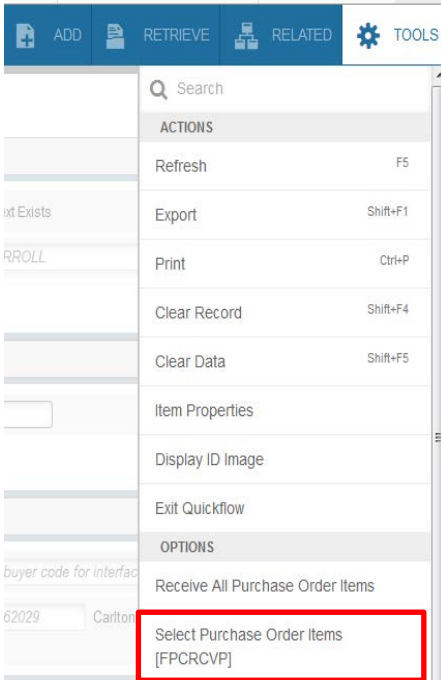 ADD RETRIEVE RELATED TOOLS
Search
ACTIONS
Refresh F5
ext Exists
Export Shift+F1
RROLL
Print Ctrl+P
Clear Record Shift+F4
Clear Data Shift+F5
Item Properties
Display ID Image
Exit Quickflow
OPTIONS
buyer code for interfac
Receive All Purchase Order Items
62029 Carlton
Select Purchase Order Items
[FPCRCVP]